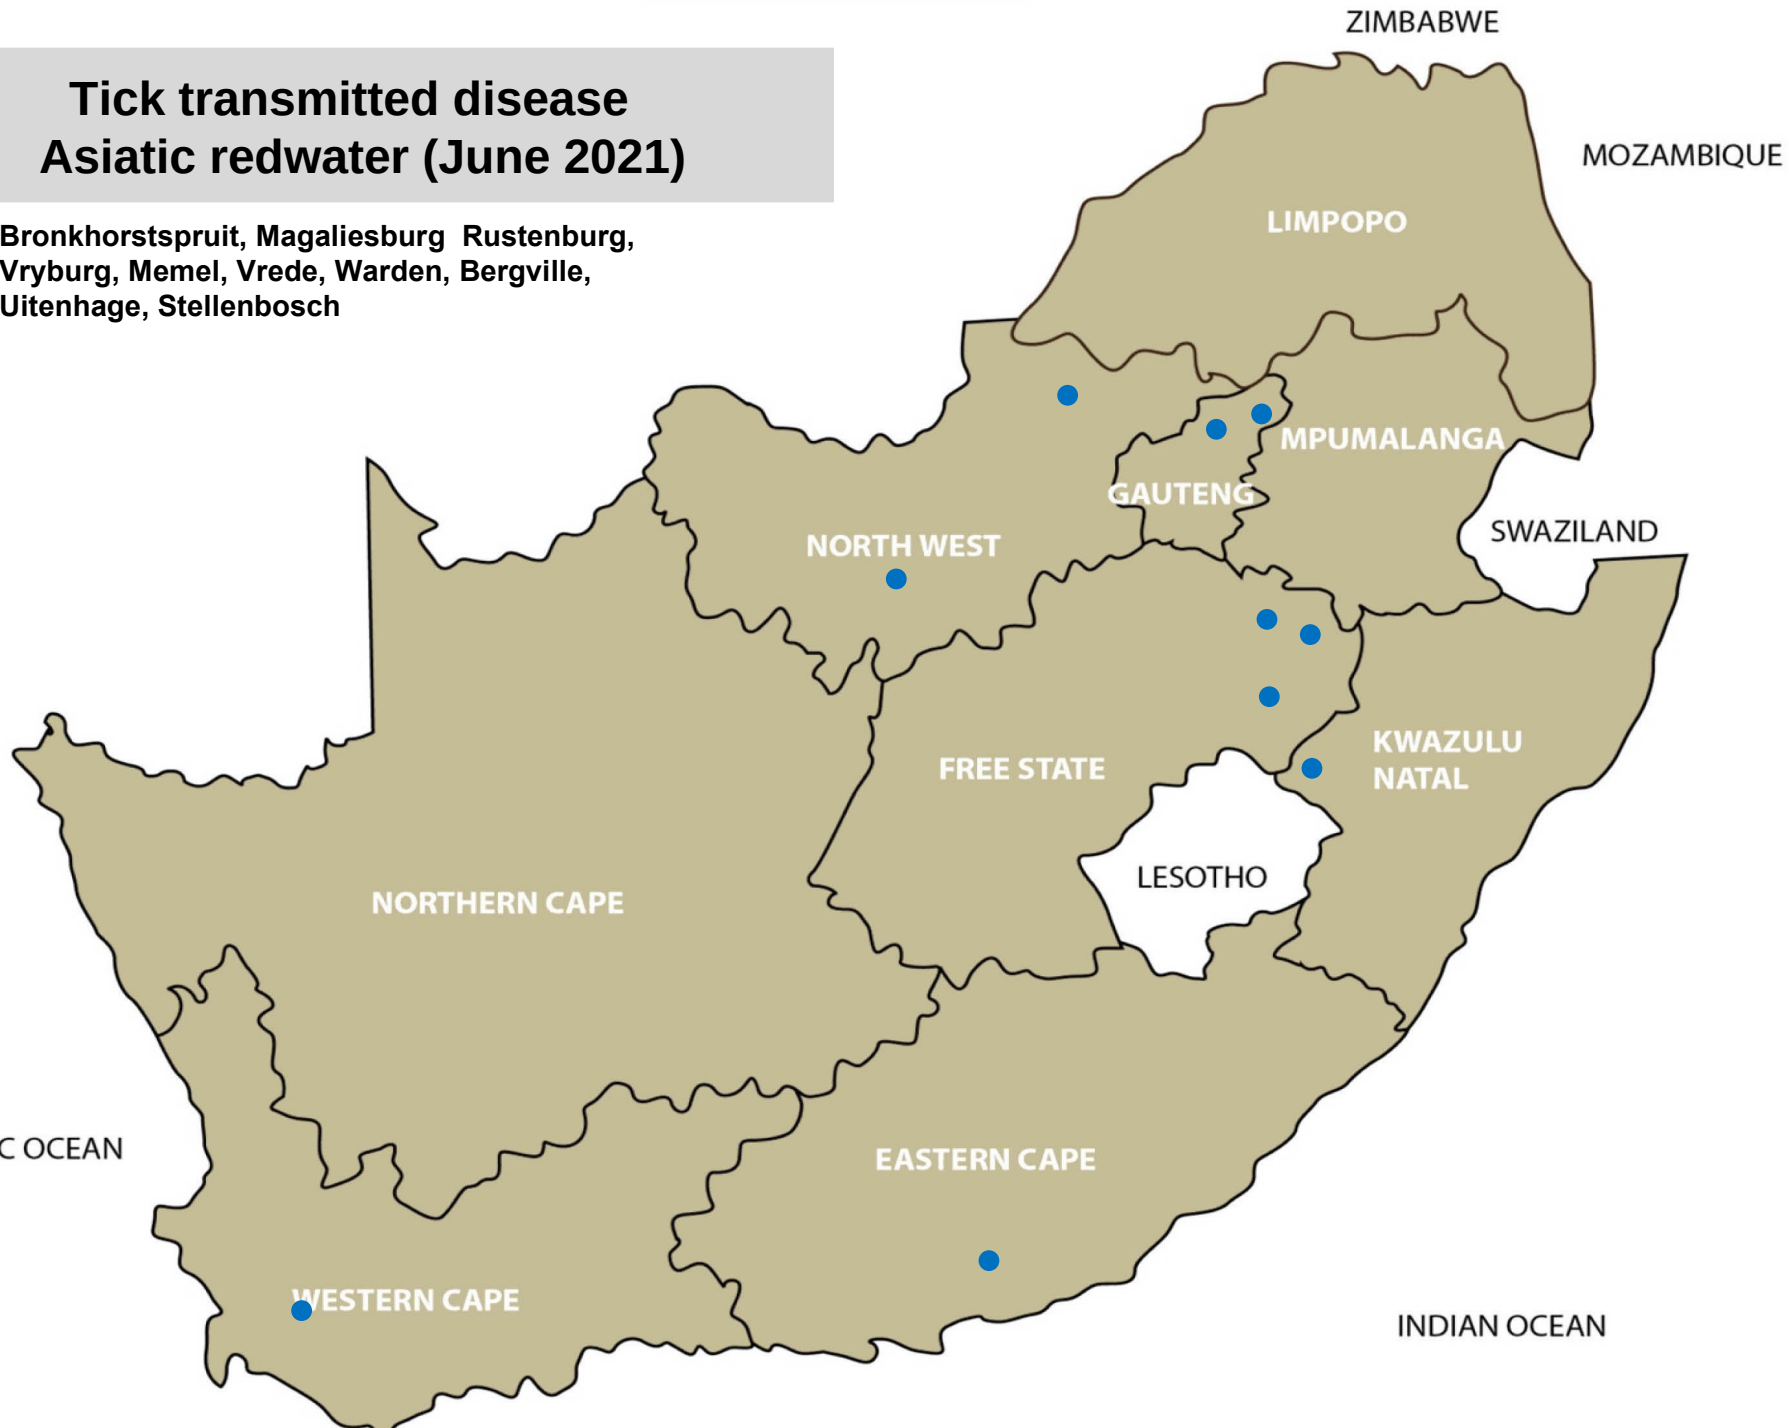 ZIMBABWE
Tick transmitted disease
Asiatic redwater (June 2021)
MOZAMBIQUE
Bronkhorstspruit, Magaliesburg  Rustenburg,
Vryburg, Memel, Vrede, Warden, Bergville,
Uitenhage, Stellenbosch
LIMPOPO
MPUMALANGA
GAUTENG
SWAZILAND
NORTH WEST
KWAZULU
NATAL
FREE STATE
LESOTHO
NORTHERN CAPE
C OCEAN
EASTERN CAPE
WESTERN CAPE
INDIAN OCEAN